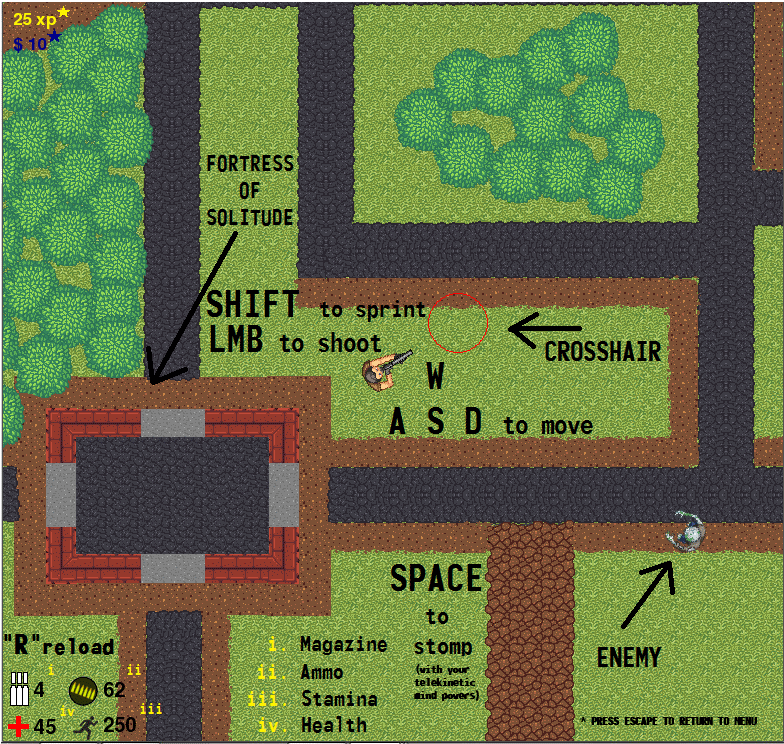 25 xp
$ 10
FORTRESS
OF
SOLITUDE
SHIFT to sprint
LMB to shoot
CROSSHAIR
W
A S D to move
SPACE
to
stomp
(with your
telekinetic
mind powers)
ENEMY
"R"reload
i
ii
4
62
iv
iii
45
250
i. Magazine
ii. Ammo
iii. Stamina
iv. Health
* PRESS ESCAPE TO RETURN TO MENU